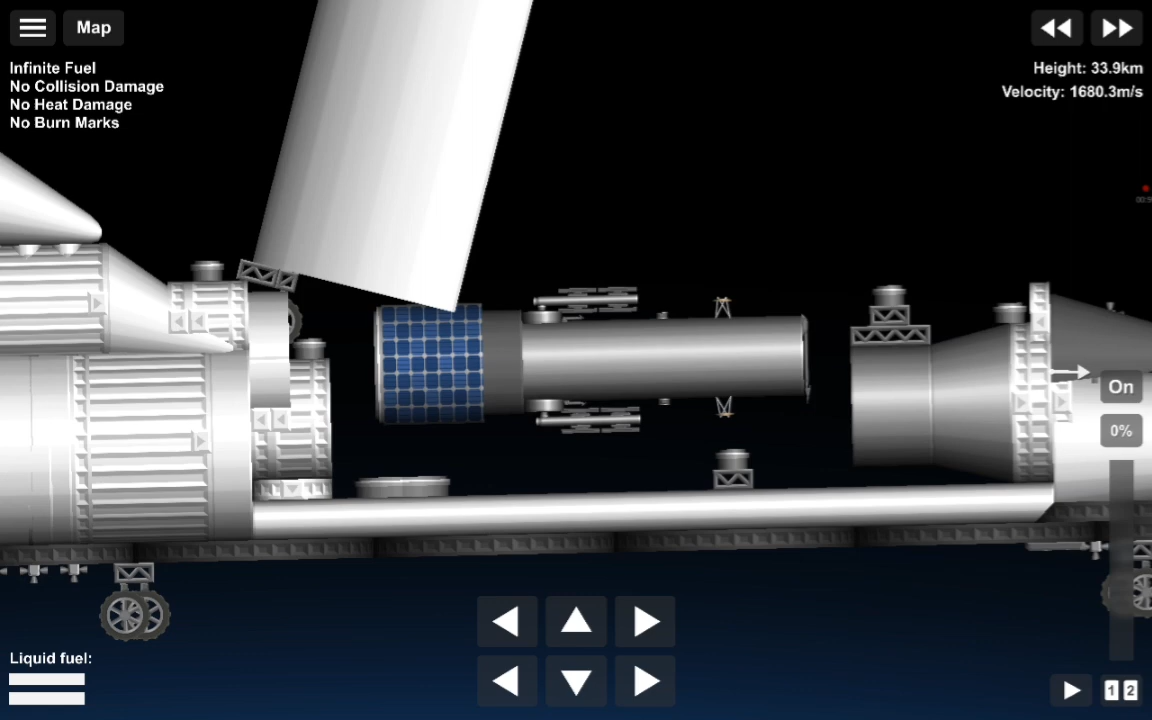 Map
Infinite Fuel
No Collision Damage
No Heat Damage
No Burn Marks
Height: 33.9km
Velocity: 1680.3m/s
On
0%
Liquid fuel:
1 2